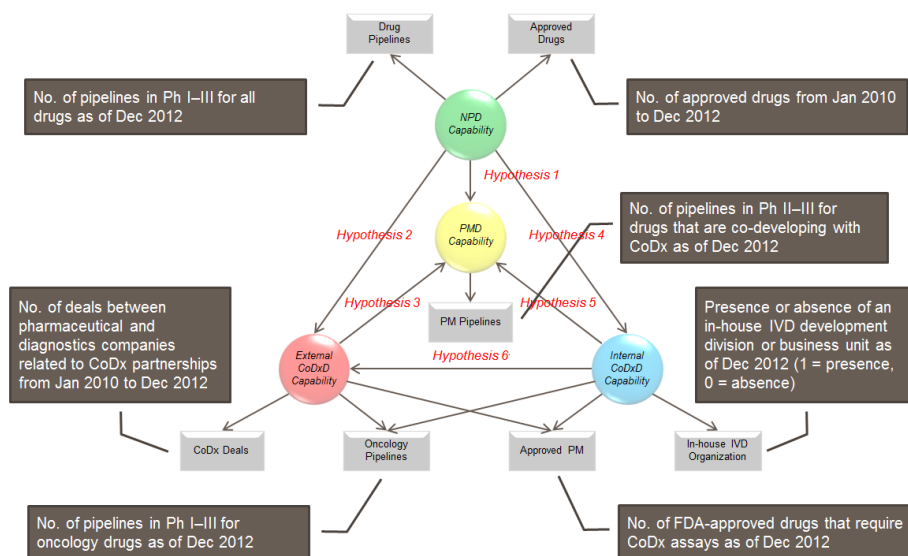 Drug
Pipelines
Approved
Drugs
No. of pipelines in Ph I–III for all
drugs as of Dec 2012
No. of approved drugs from Jan 2010
to Dec 2012
NPD
Capability
Hypothesis 1
No. of pipelines in Ph II–III for
drugs that are co-developing with
CoDx as of Dec 2012
Hypothesis 2
PMD
Capability
Hypothesis 4
No. of deals between
pharmaceutical and
diagnostics companies
related to CoDx partnerships
from Jan 2010 to Dec 2012
Hypothesis 3
Hypothesis 5
PM Pipelines
Presence or absence of an
in-house IVD development
division or business unit as
of Dec 2012 (1 = presence,
0 = absence)
External
CoDxD
Capability
Hypothesis 6
Internal
CoDxD
Capability
CoDx Deals
Oncology
Pipelines
Approved PM
In-house IVD
Organization
No. of pipelines in Ph I–III for
oncology drugs as of Dec 2012
No. of FDA-approved drugs that require
CoDx assays as of Dec 2012